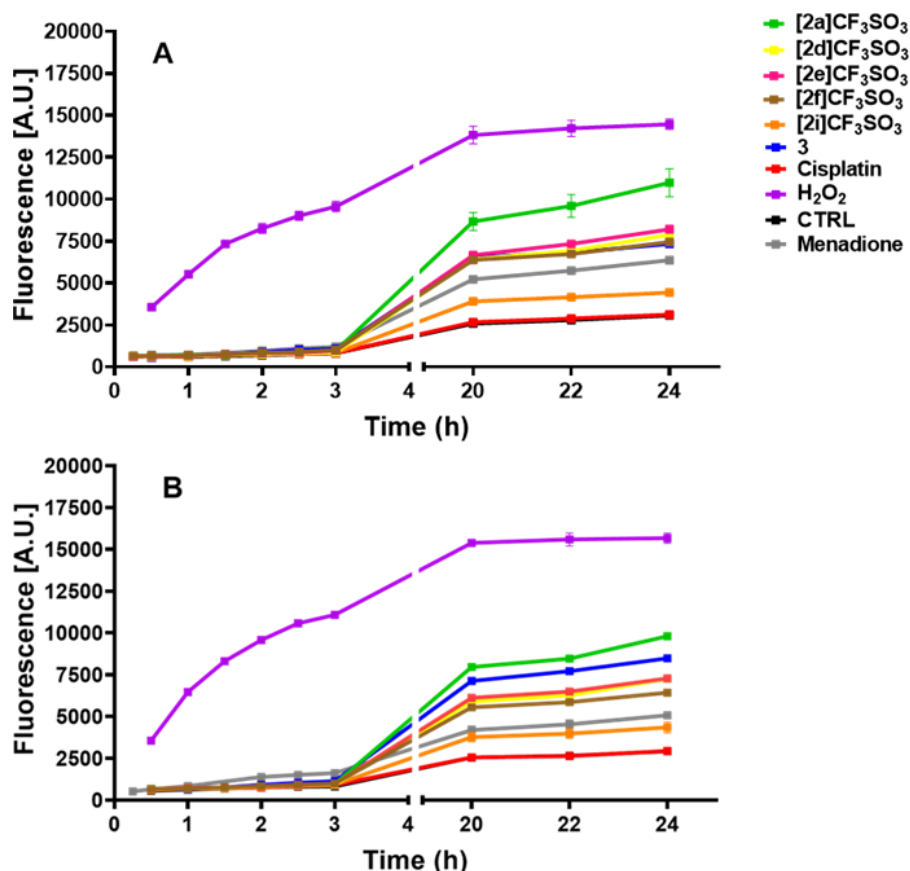 A
Fluorescence [A.U.]
20000
17500
15000
12500
10000
7500
5000
2500
0
0 1 2 3 4 20 22 24
Time (h)
[2a]CF₃SO₃
[2d]CF₃SO₃
[2e]CF₃SO₃
[2f]CF₃SO₃
[2i]CF₃SO₃
3
Cisplatin
H₂O₂
CTRL
Menadione
B
Fluorescence [A.U.]
20000
17500
15000
12500
10000
7500
5000
2500
0
0 1 2 3 4 20 22 24
Time (h)